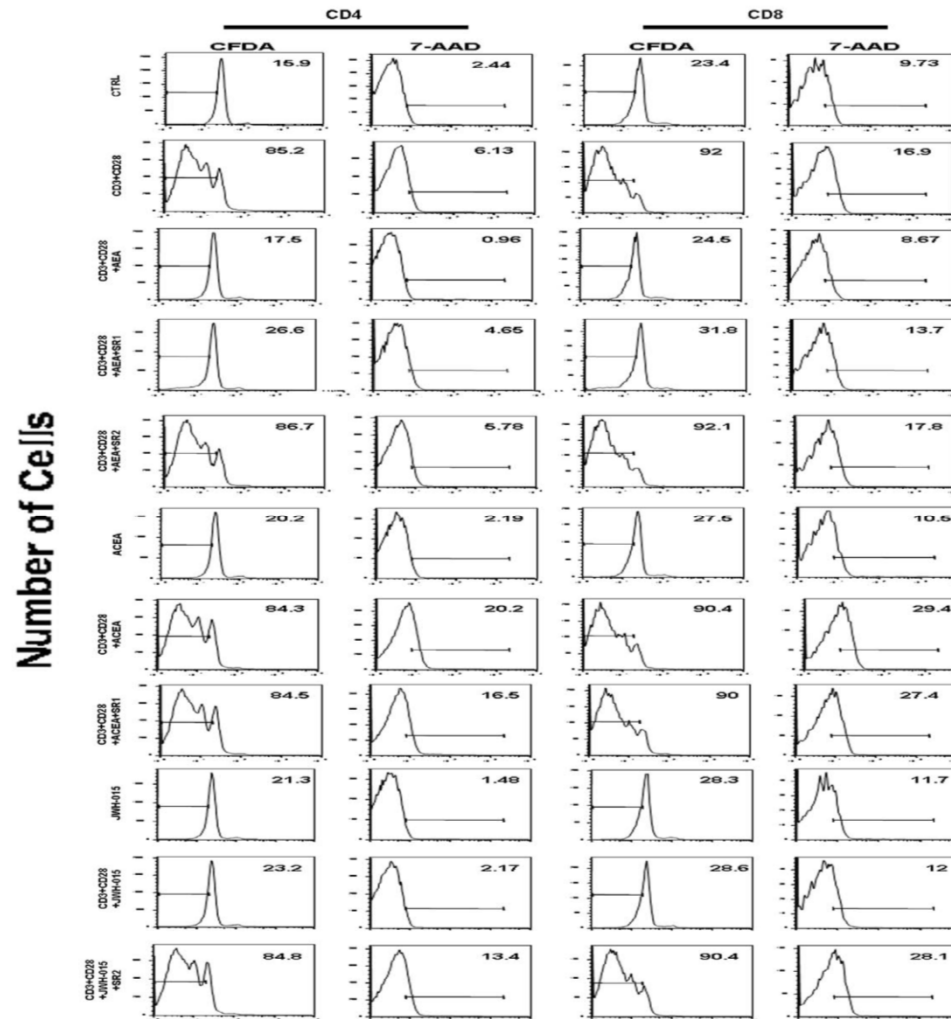 CD4 CD8
CFDA 7-AAD CFDA 7-AAD
Number of Cells
CTRL
15.9 2.44 23.4 9.73
CD3+CD28
85.2 6.13 92 16.9
CD3+CD28
+AEA
17.5 0.96 24.5 8.67
CD3+CD28
+AEA+SR1
26.6 4.65 31.8 13.7
CD3+CD28
+AEA+SR2
86.7 5.78 92.1 17.8
ACEA
20.2 2.19 27.5 10.5
CD3+CD28
+ACEA
84.3 20.2 90.4 29.4
CD3+CD28
+ACEA+SR1
84.5 16.5 90 27.4
JWH-015
21.3 1.48 28.3 11.7
CD3+CD28
+JWH-015
23.2 2.17 28.6 12
CD3+CD28
+JWH-015
+SR2
84.8 13.4 90.4 28.1